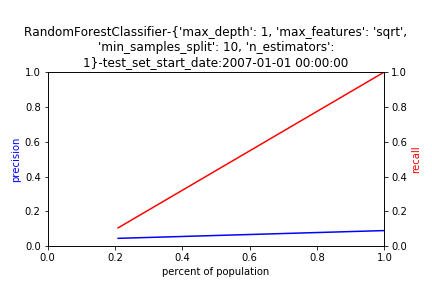 RandomForestClassifier-{'max_depth': 1, 'max_features': 'sqrt',
'min_samples_split': 10, 'n_estimators':
1}-test_set_start_date:2007-01-01 00:00:00
1.0
0.8
0.6
0.4
0.2
0.0
precision
1.0
0.8
0.6
0.4
0.2
0.0
recall
0.0 0.2 0.4 0.6 0.8 1.0
percent of population